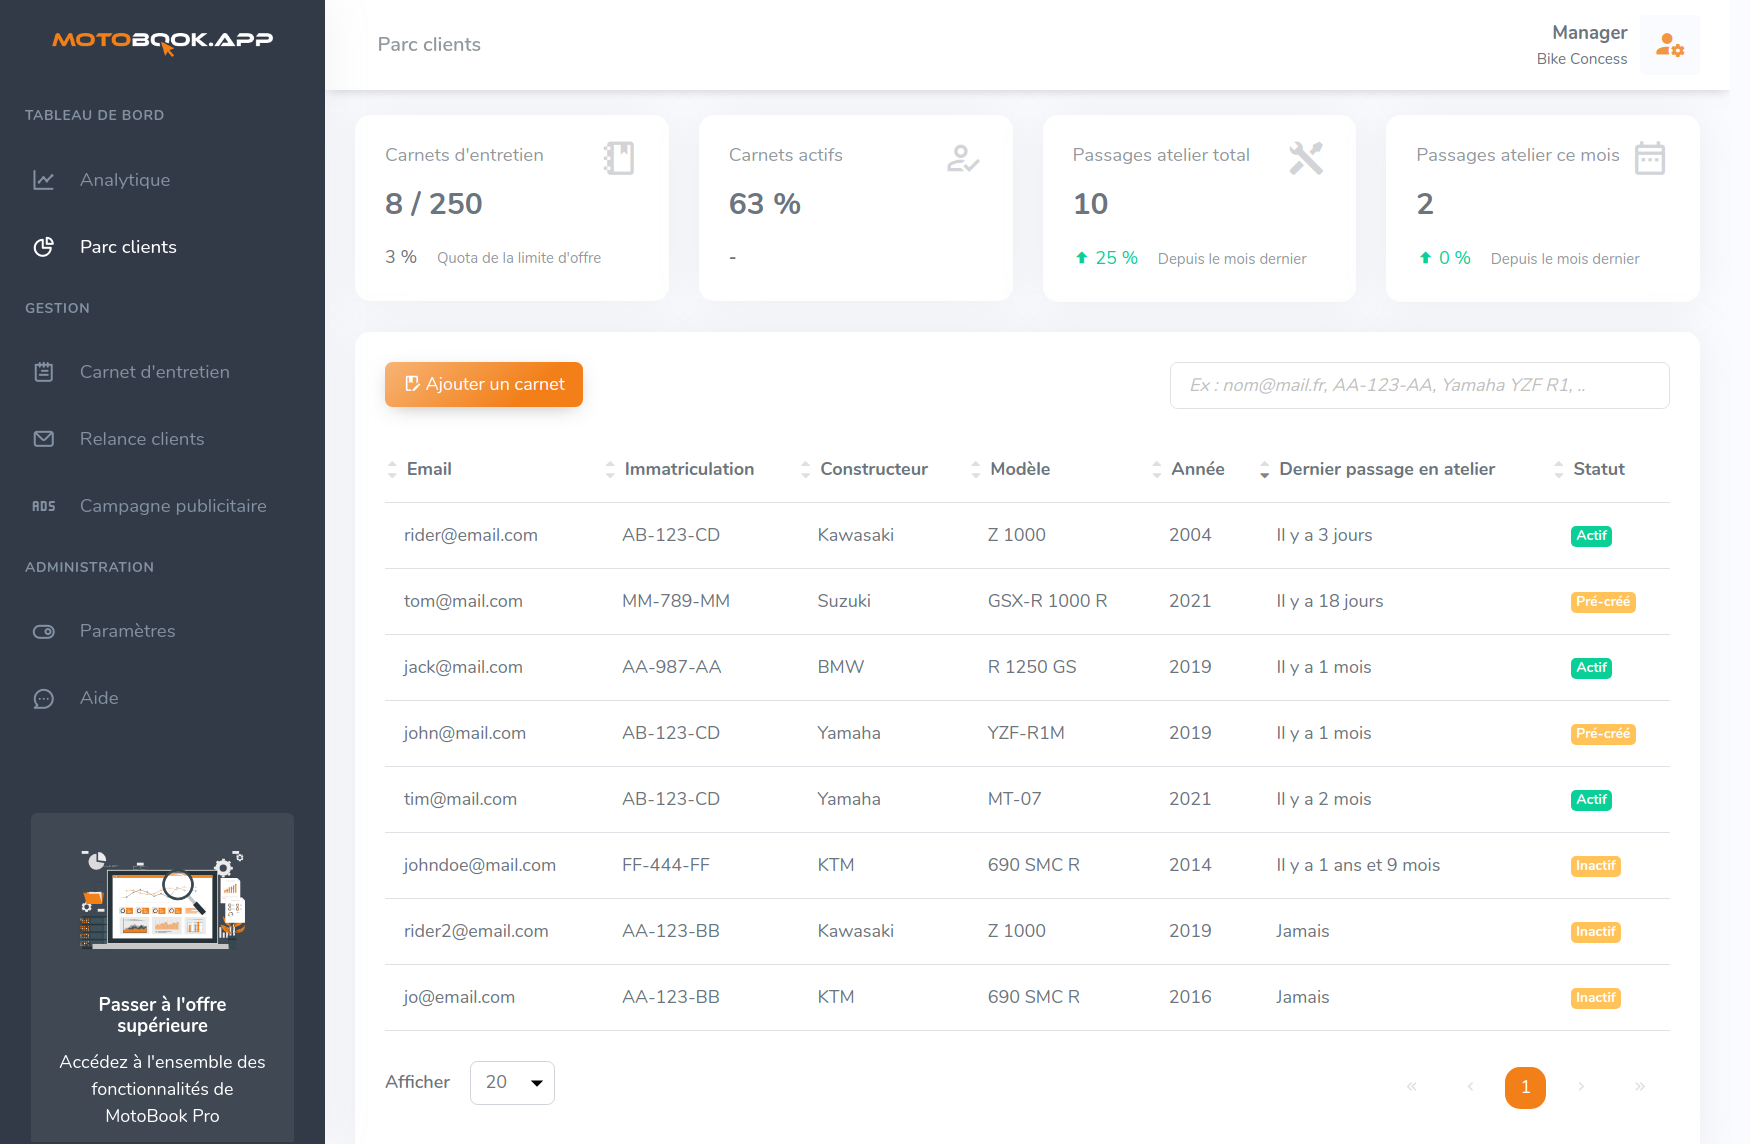 MOTOBOOK.APP
TABLEAU DE BORD
Analytique
Parc clients
GESTION
Carnet d'entretien
Relance clients
ADS Campagne publicitaire
ADMINISTRATION
Paramètres
Aide
Passer à l'offre
supérieure
Accédez à l'ensemble des
fonctionnalités de
MotoBook Pro
Parc clients
Manager
Bike Concess
Carnets d'entretien
8 / 250
3 % Quota de la limite d'offre
Carnets actifs
63 %
-
Passages atelier total
10
25 % Depuis le mois dernier
Passages atelier ce mois
2
0 % Depuis le mois dernier
Ajouter un carnet
Ex : nom@mail.fr, AA-123-AA, Yamaha YZF R1, ..
Email Immatriculation Constructeur Modèle Année Dernier passage en atelier Statut
rider@email.com AB-123-CD Kawasaki Z 1000 2004 Il y a 3 jours Actif
tom@mail.com MM-789-MM Suzuki GSX-R 1000 R 2021 Il y a 18 jours Pré-créé
jack@mail.com AA-987-AA BMW R 1250 GS 2019 Il y a 1 mois Actif
john@mail.com AB-123-CD Yamaha YZF-R1M 2019 Il y a 1 mois Pré-créé
tim@mail.com AB-123-CD Yamaha MT-07 2021 Il y a 2 mois Actif
johndoe@mail.com FF-444-FF KTM 690 SMC R 2014 Il y a 1 ans et 9 mois Inactif
rider2@email.com AA-123-BB Kawasaki Z 1000 2019 Jamais Inactif
jo@email.com AA-123-BB KTM 690 SMC R 2016 Jamais Inactif
Afficher 20
« ‹ 1 › »